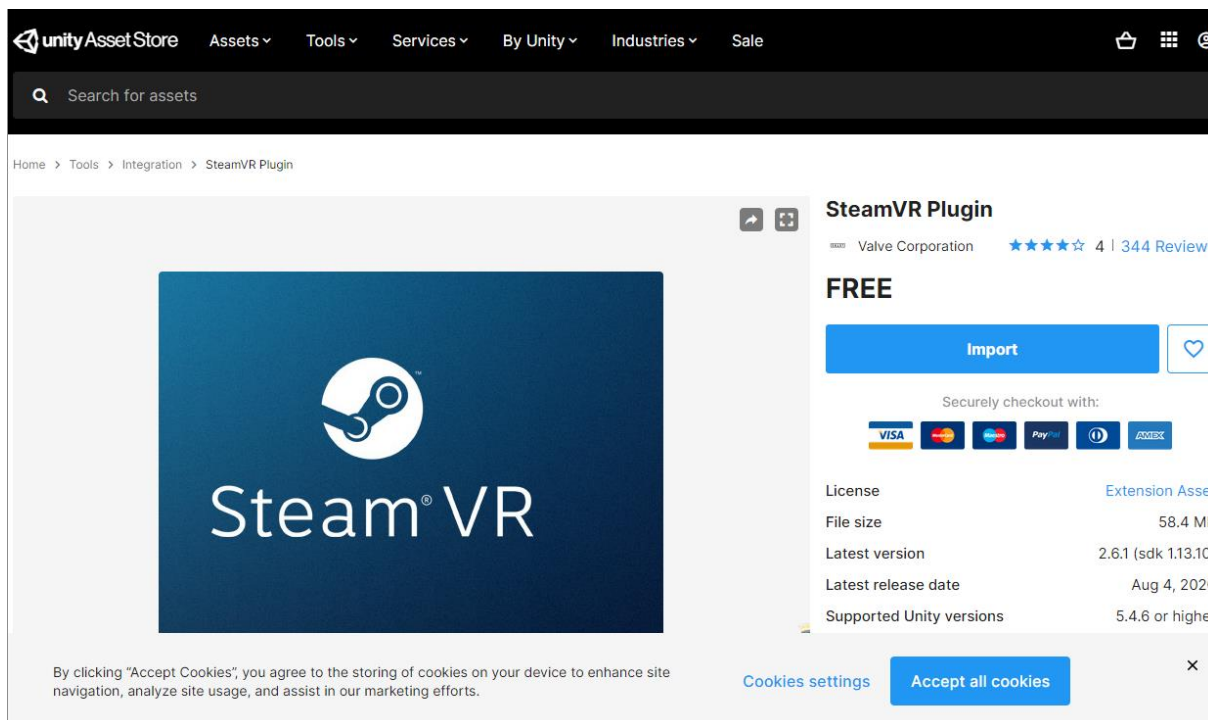 unity Asset Store Assets Tools Services By Unity Industries Sale
Search for assets
Home > Tools > Integration > SteamVR Plugin
SteamVR Plugin
Valve Corporation 4 | 344 Review
FREE
Import
Securely checkout with:
VISA PayPal AMEX
License Extension Asse
File size 58.4 M
Latest version 2.6.1 (sdk 1.13.10
Latest release date Aug 4, 202
Supported Unity versions 5.4.6 or highe
Steam® VR
™
By clicking “Accept Cookies”, you agree to the storing of cookies on your device to enhance site
navigation, analyze site usage, and assist in our marketing efforts.
Cookies settings
Accept all cookies